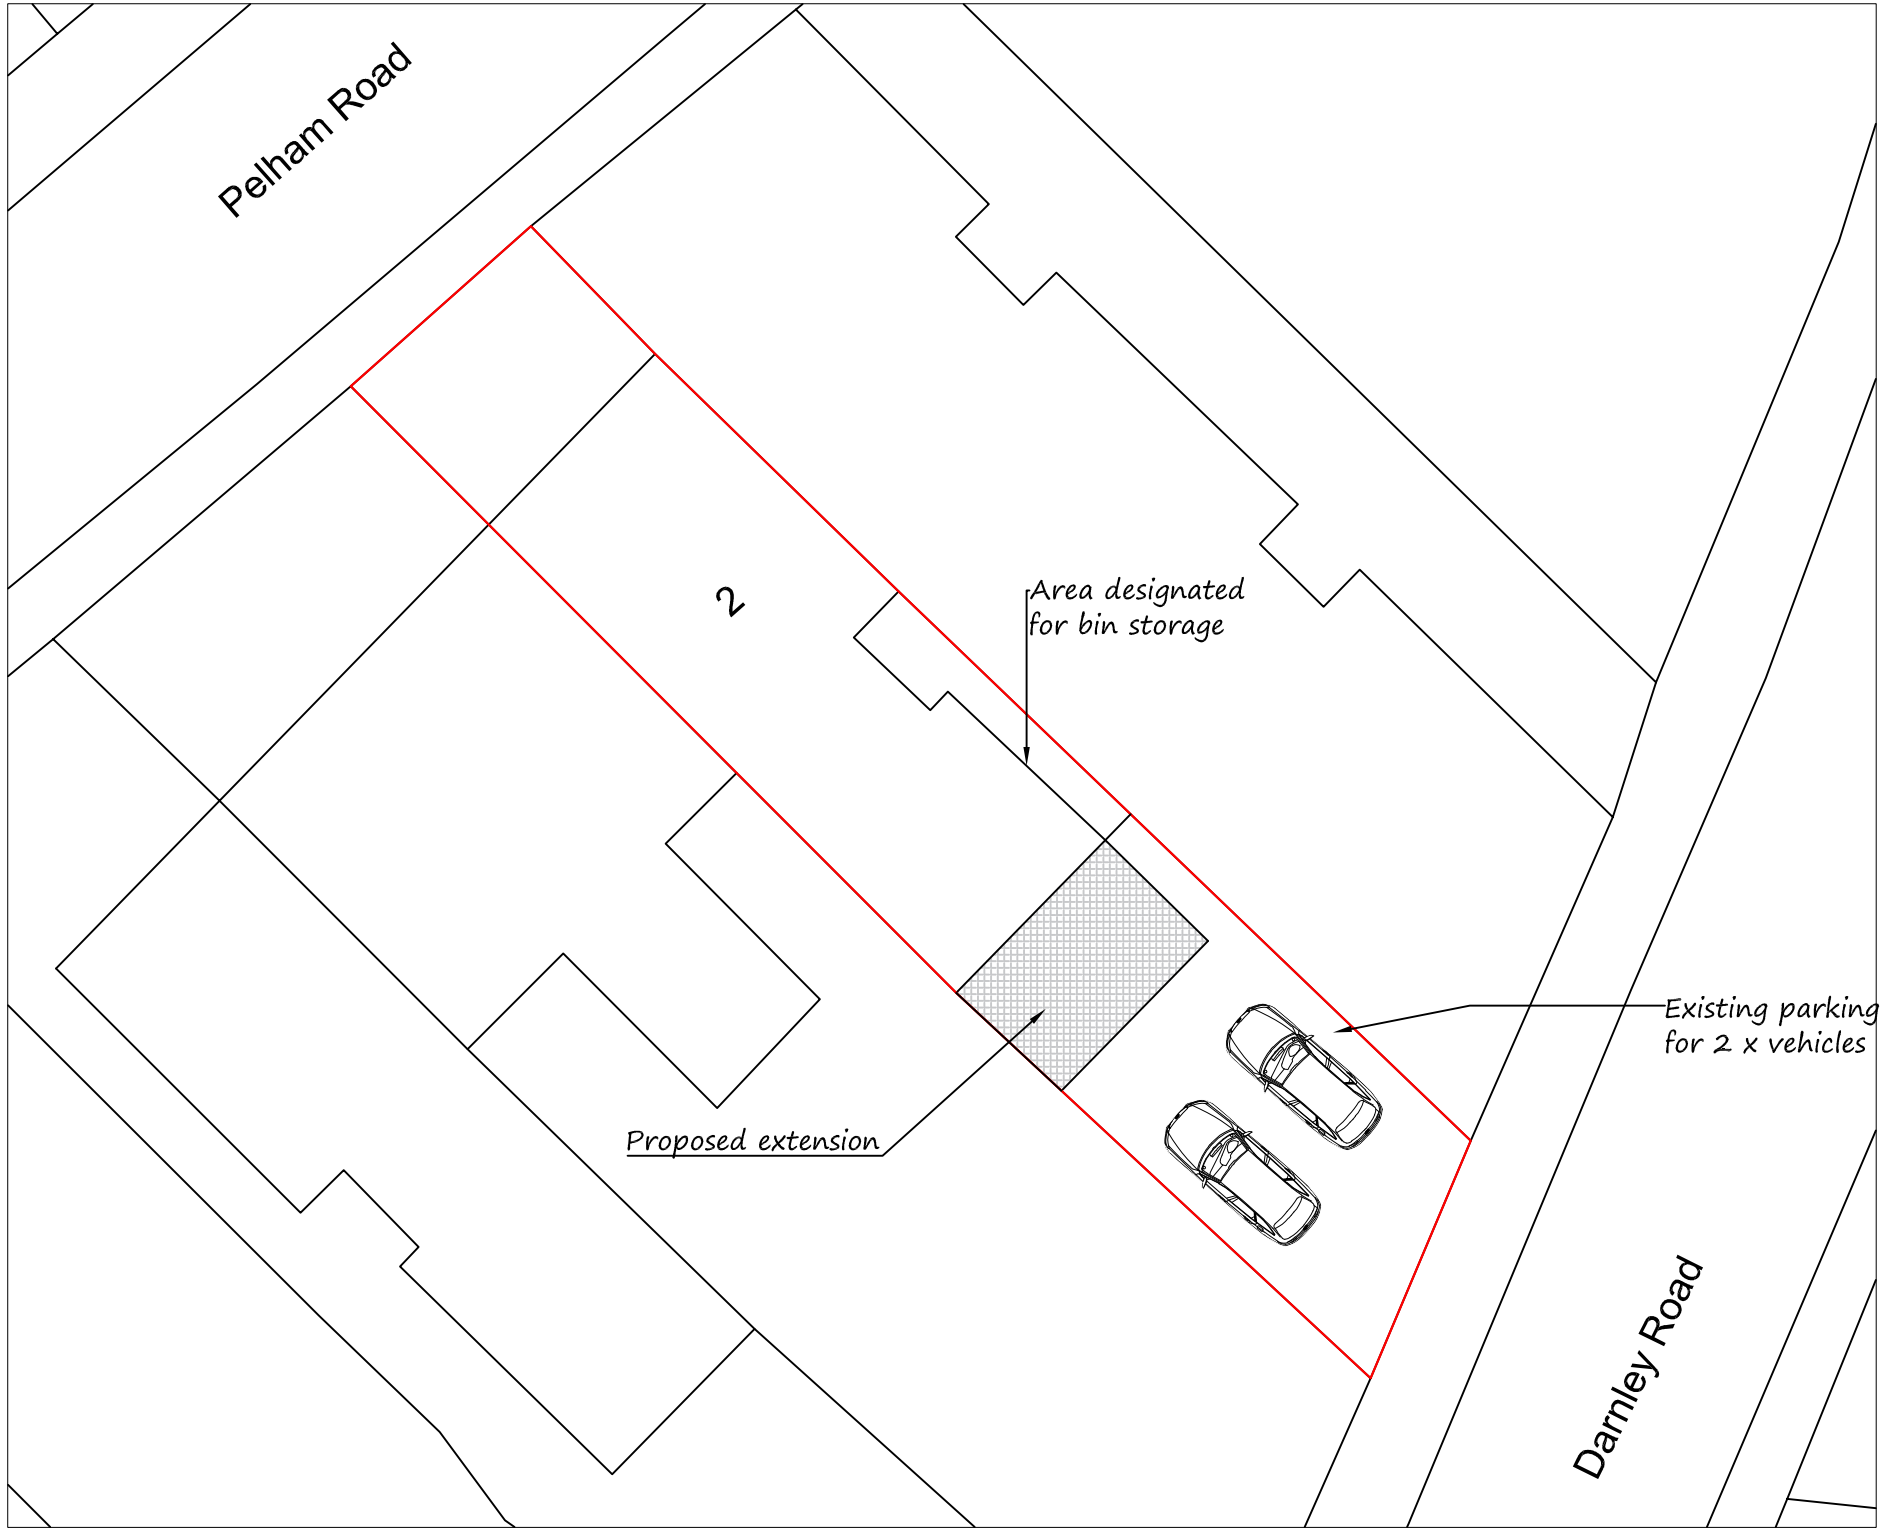 Pelham Road
2
Area designated
for bin storage
Existing parking
for 2 x vehicles
Proposed extension
Darnley Road